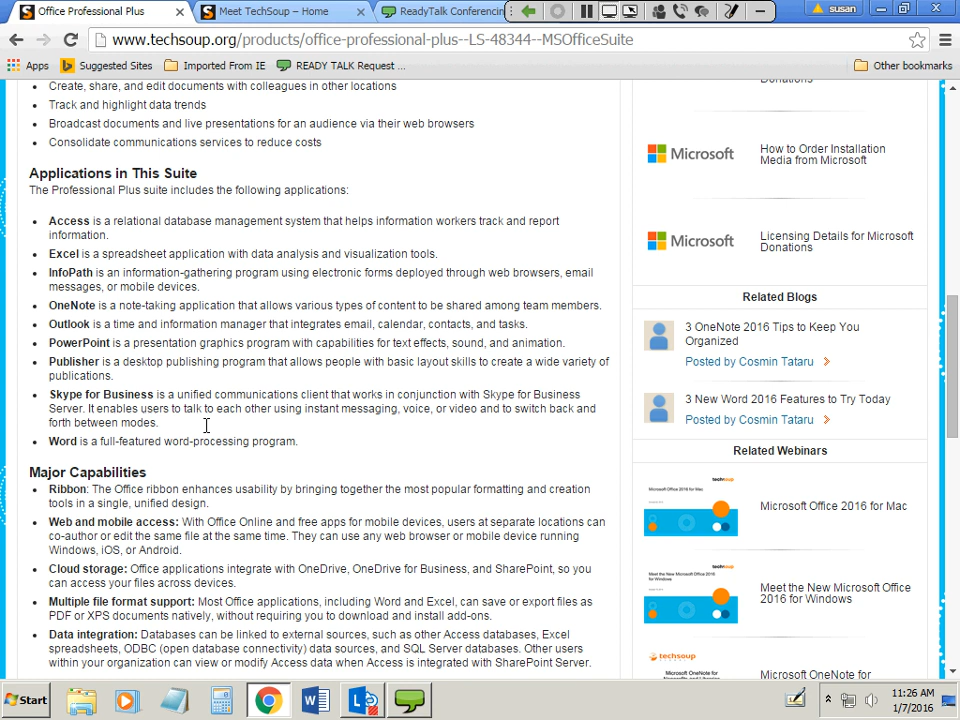 Office Professional Plus
Meet TechSoup – Home
ReadyTalk Conferencin
susan
www.techsoup.org/products/office-professional-plus--LS-48344--MSOfficeSuite
Apps
Suggested Sites
Imported From IE
READY TALK Request ...
Other bookmarks
Create, share, and edit documents with colleagues in other locations
Track and highlight data trends
Broadcast documents and live presentations for an audience via their web browsers
Consolidate communications services to reduce costs
Applications in This Suite
The Professional Plus suite includes the following applications:
Access is a relational database management system that helps information workers track and report
information.
Excel is a spreadsheet application with data analysis and visualization tools.
InfoPath is an information-gathering program using electronic forms deployed through web browsers, email
messages, or mobile devices.
OneNote is a note-taking application that allows various types of content to be shared among team members.
Outlook is a time and information manager that integrates email, calendar, contacts, and tasks.
PowerPoint is a presentation graphics program with capabilities for text effects, sound, and animation.
Publisher is a desktop publishing program that allows people with basic layout skills to create a wide variety of
publications.
Skype for Business is a unified communications client that works in conjunction with Skype for Business
Server. It enables users to talk to each other using instant messaging, voice, or video and to switch back and
forth between modes.
Word is a full-featured word-processing program.
Major Capabilities
Ribbon: The Office ribbon enhances usability by bringing together the most popular formatting and creation
tools in a single, unified design.
Web and mobile access: With Office Online and free apps for mobile devices, users at separate locations can
co-author or edit the same file at the same time. They can use any web browser or mobile device running
Windows, iOS, or Android.
Cloud storage: Office applications integrate with OneDrive, OneDrive for Business, and SharePoint, so you
can access your files across devices.
Multiple file format support: Most Office applications, including Word and Excel, can save or export files as
PDF or XPS documents natively, without requiring you to download and install add-ons.
Data integration: Databases can be linked to external sources, such as other Access databases, Excel
spreadsheets, ODBC (open database connectivity) data sources, and SQL Server databases. Other users
within your organization can view or modify Access data when Access is integrated with SharePoint Server.
Donations
Microsoft
How to Order Installation
Media from Microsoft
Microsoft
Licensing Details for Microsoft
Donations
Related Blogs
3 OneNote 2016 Tips to Keep You
Organized
Posted by Cosmin Tataru
3 New Word 2016 Features to Try Today
Posted by Cosmin Tataru
Related Webinars
techsoup
Microsoft Office 2016 for Mac
Microsoft Office 2016 for Mac
techsoup
Meet the New Microsoft Office 2016
for Windows
Meet the New Microsoft Office
2016 for Windows
techsoup
Microsoft OneNote for
Start
11:26 AM
1/7/2016